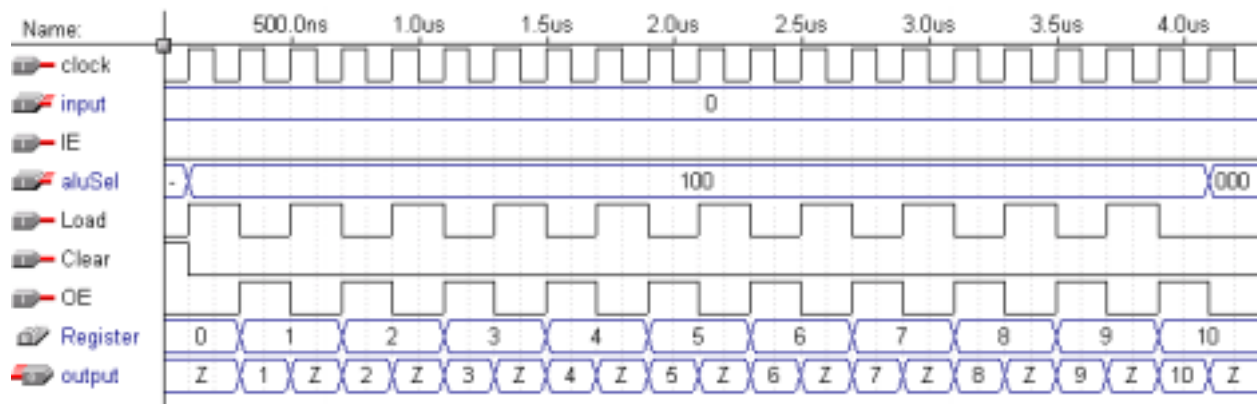 Name: 500.0ns 1.0us 1.5us 2.0us 2.5us 3.0us 3.5us 4.0us
clock
input 0
IE
aluSel - 100 000
Load
Clear
OE
Register 0 1 2 3 4 5 6 7 8 9 10
output Z 1 Z 2 Z 3 Z 4 Z 5 Z 6 Z 7 Z 8 Z 9 Z 10 Z